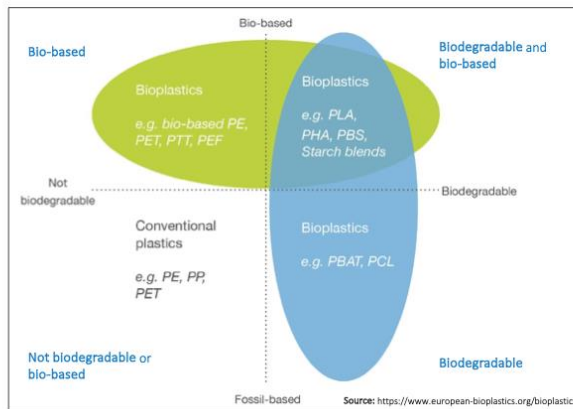 Bio-based
Bio-based
Biodegradable and
bio-based
Bioplastics
e.g. bio-based PE,
PET, PTT, PEF
Bioplastics
e.g. PLA,
PHA, PBS,
Starch blends
Not
biodegradable
Biodegradable
Conventional
plastics
e.g. PE, PP,
PET
Bioplastics
e.g. PBAT, PCL
Not biodegradable or
bio-based
Biodegradable
Fossil-based
Source: https://www.european-bioplastics.org/bioplastic